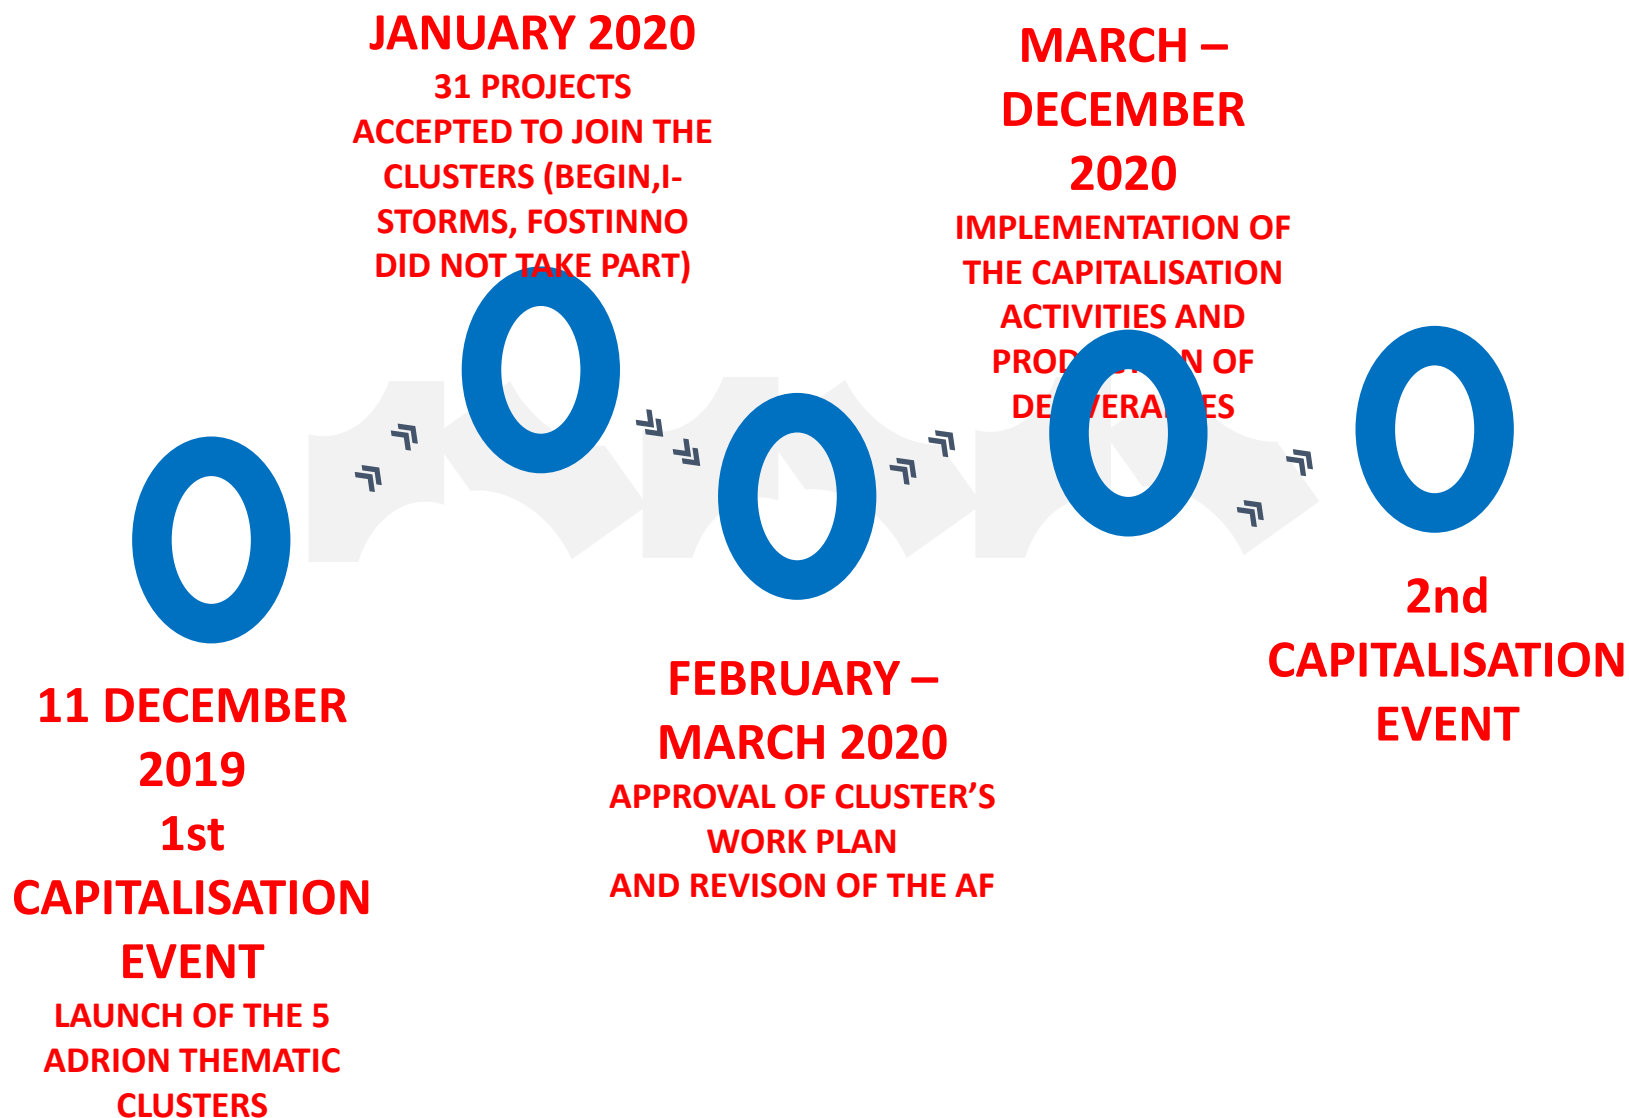 JANUARY 2020
31 PROJECTS
ACCEPTED TO JOIN THE
CLUSTERS (BEGIN,I-
STORMS, FOSTINNO
DID NOT TAKE PART)
MARCH –
DECEMBER
2020
IMPLEMENTATION OF
THE CAPITALISATION
ACTIVITIES AND
PRODUCTION OF
DELIVERABLES
11 DECEMBER
2019
1st
CAPITALISATION
EVENT
LAUNCH OF THE 5
ADRION THEMATIC
CLUSTERS
FEBRUARY –
MARCH 2020
APPROVAL OF CLUSTER’S
WORK PLAN
AND REVISON OF THE AF
2nd
CAPITALISATION
EVENT